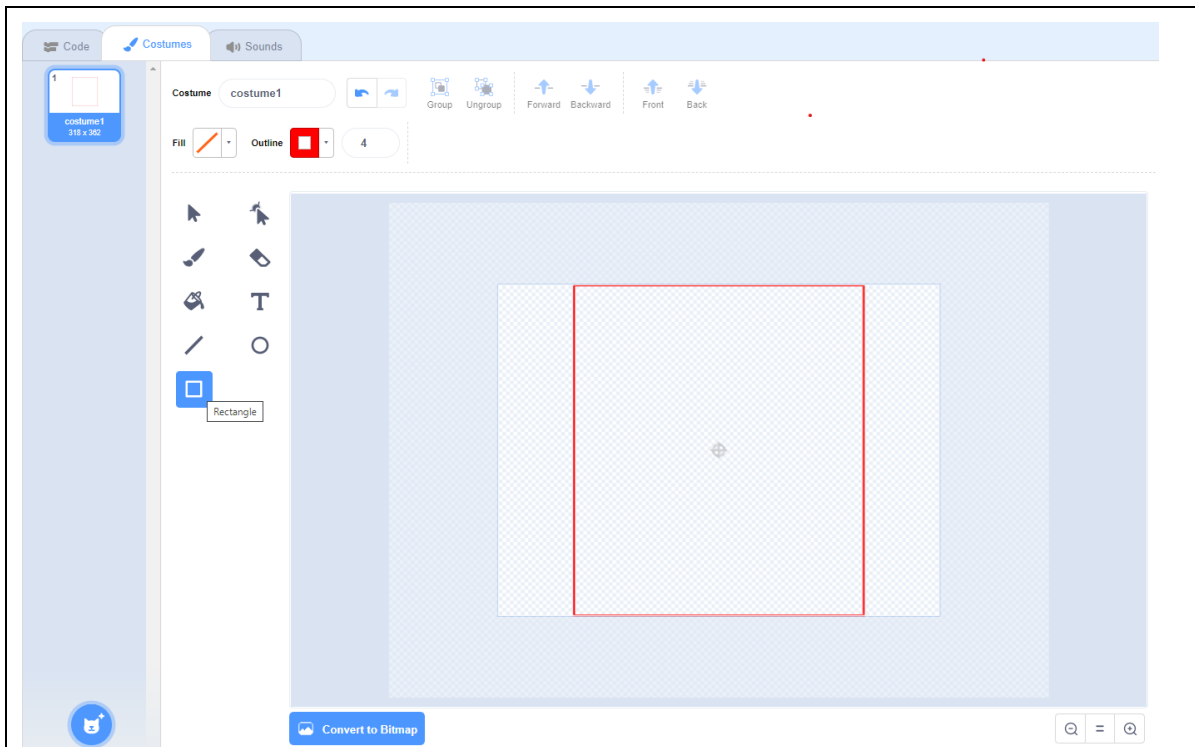 Code
Costumes
Sounds
1
costume1
318 x 362
Costume
costume1
Group
Ungroup
Forward
Backward
Front
Back
Fill
Outline
4
T
Rectangle
Convert to Bitmap